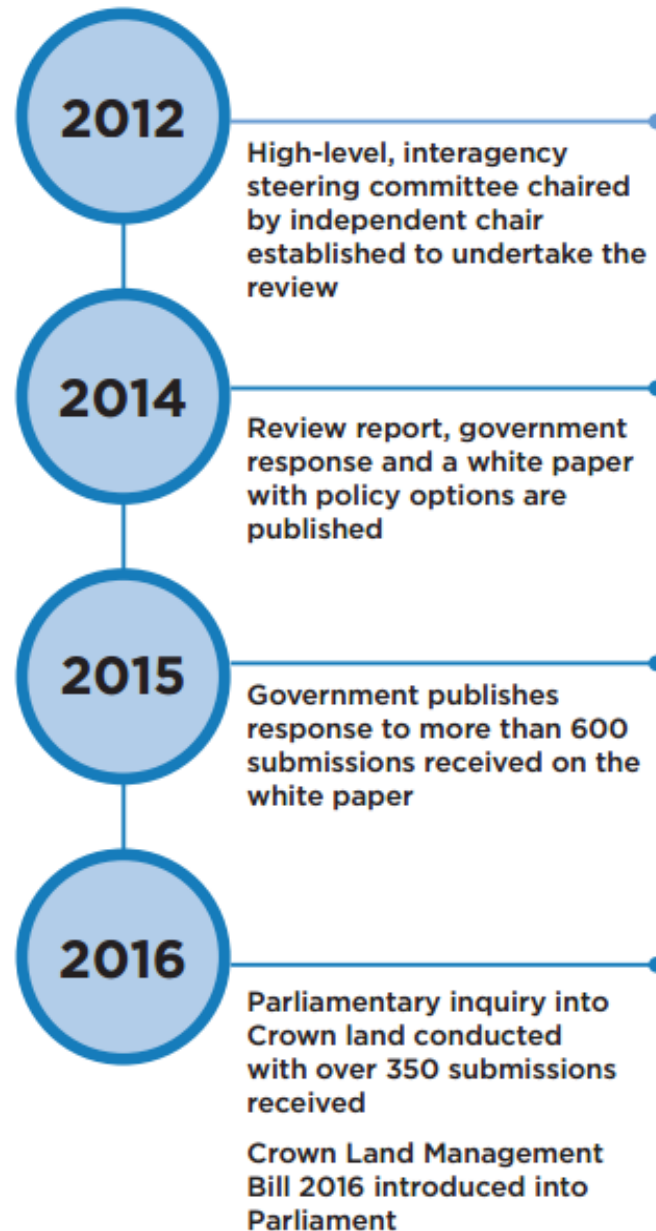 2012
High-level, interagency
steering committee chaired
by independent chair
established to undertake the
review
2014
Review report, government
response and a white paper
with policy options are
published
2015
Government publishes
response to more than 600
submissions received on the
white paper
2016
Parliamentary inquiry into
Crown land conducted
with over 350 submissions
received
Crown Land Management
Bill 2016 introduced into
Parliament